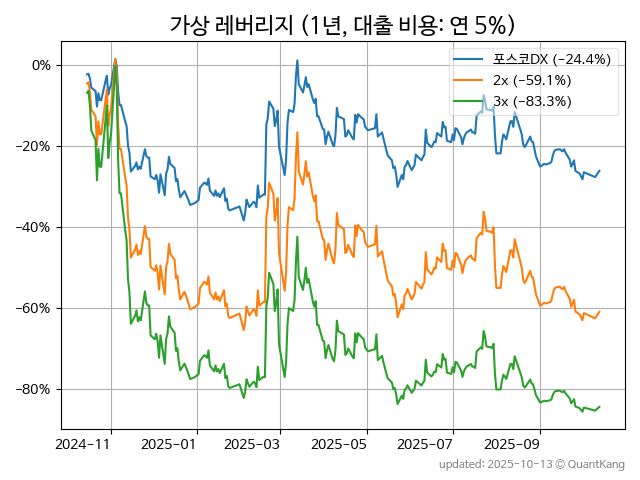 가상 레버리지 (1년, 대출 비용: 연 5%)
포스코DX (−24.4%)
2x (−59.1%)
3x (−83.3%)
0%
−20%
−40%
−60%
−80%
2024-11 2025-01 2025-03 2025-05 2025-07 2025-09
updated: 2025-10-13 © QuantKang